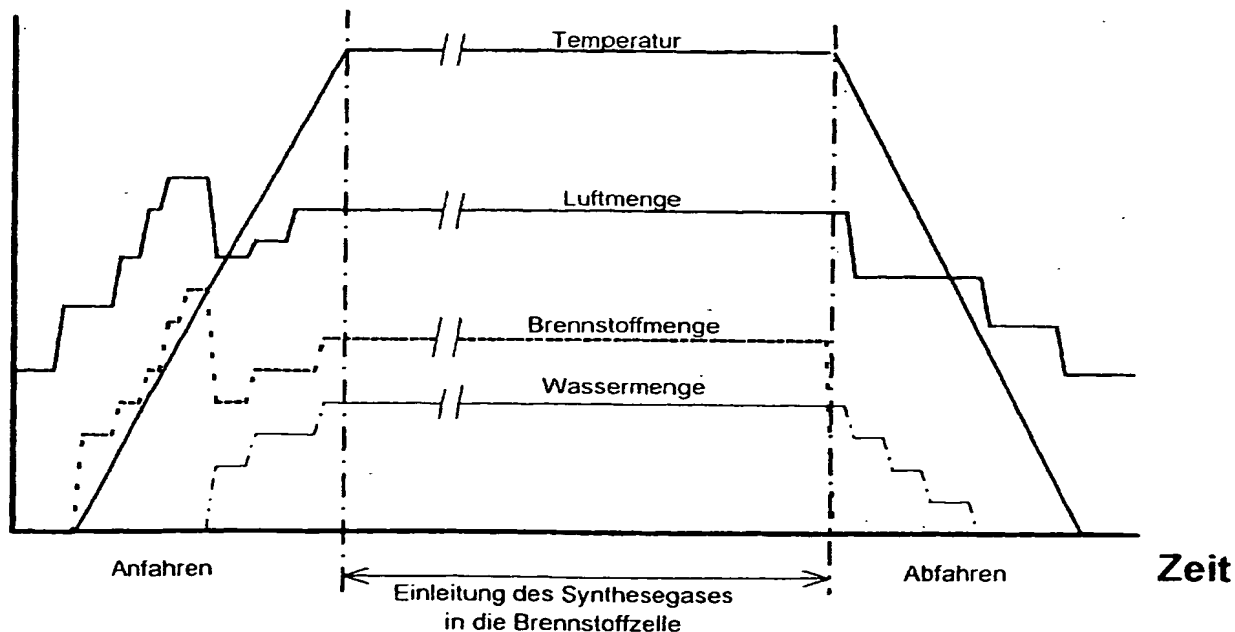 Temperatur
Luftmenge
Brennstoffmenge
Wassermenge
Anfahren
Abfahren
Zeit
Einleitung des Synthesegases
in die Brennstoffzelle